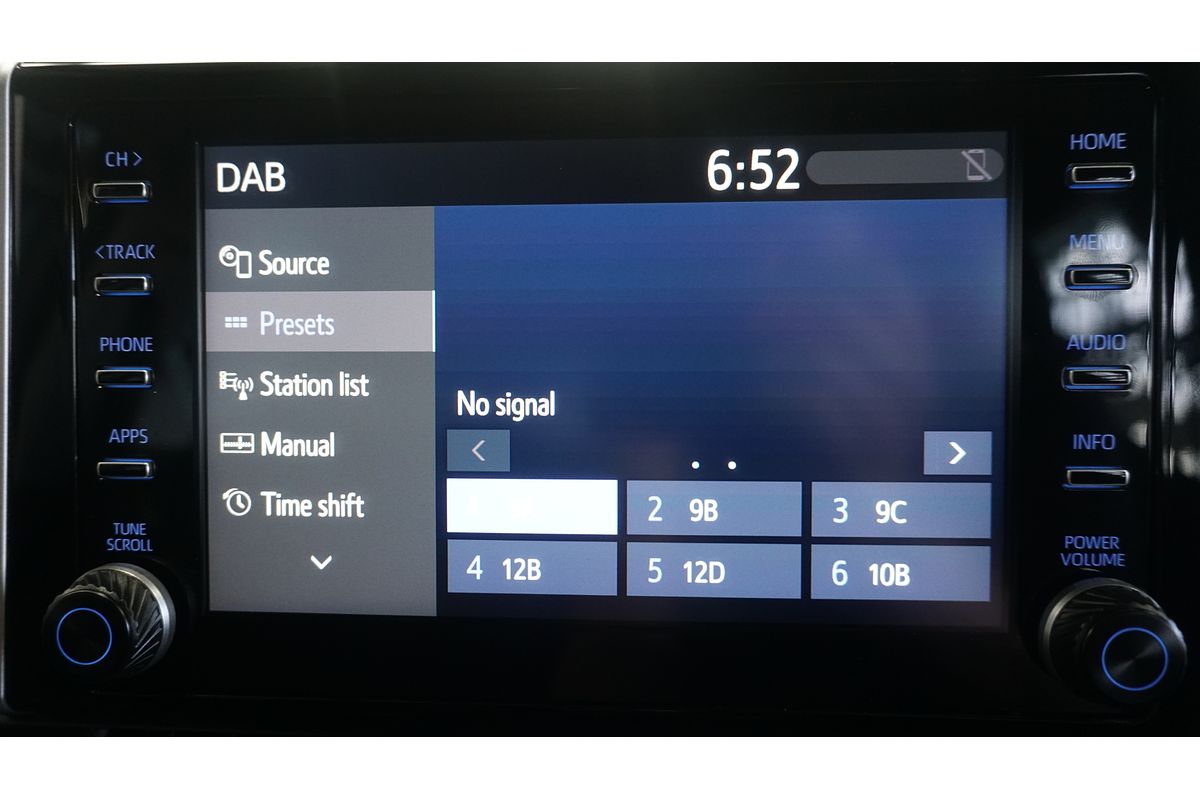 CH>
<TRACK
PHONE
APPS
TUNE
SCROLL
DAB
6:52
Source
Presets
Station list
Manual
Time shift
No signal
2 9B
3 9C
4 12B
5 12D
6 10B
HOME
MENU
AUDIO
INFO
POWER
VOLUME